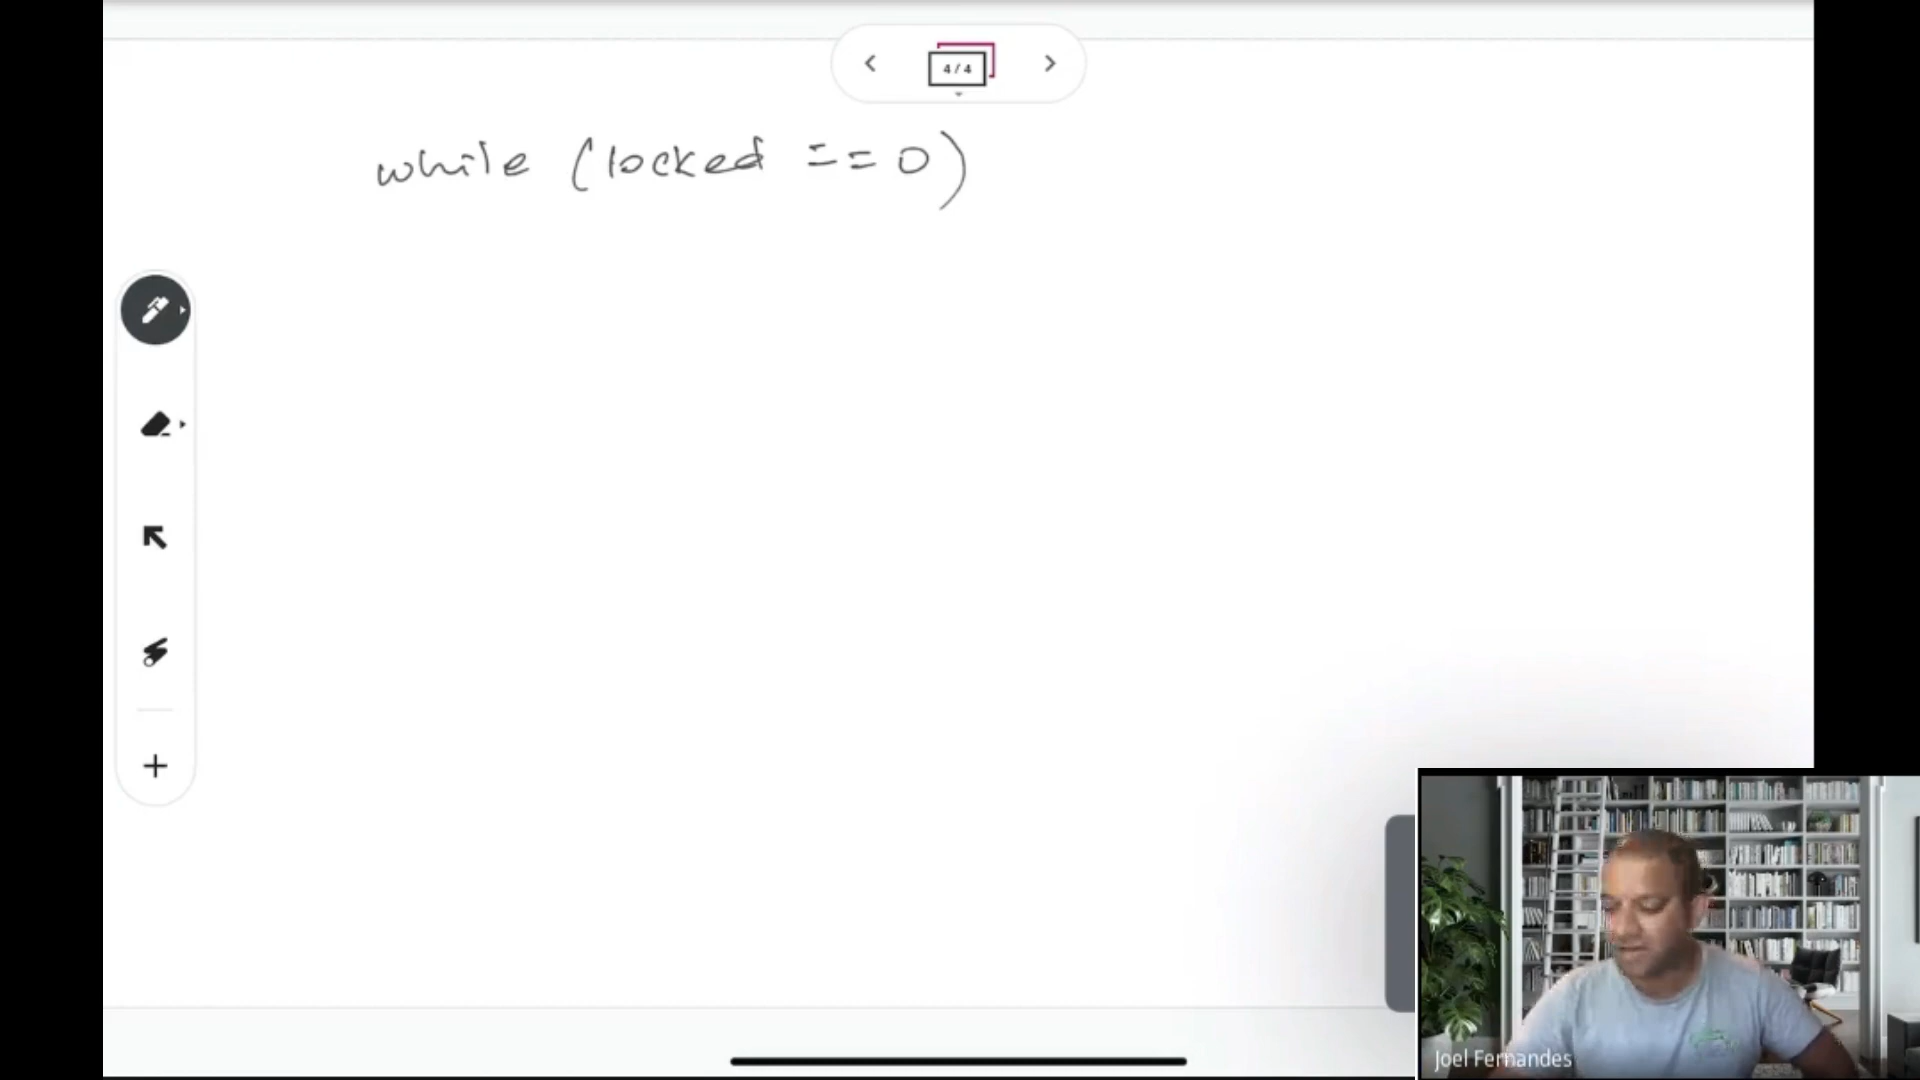 4/4
while (locked == 0)
Joel Fernandes